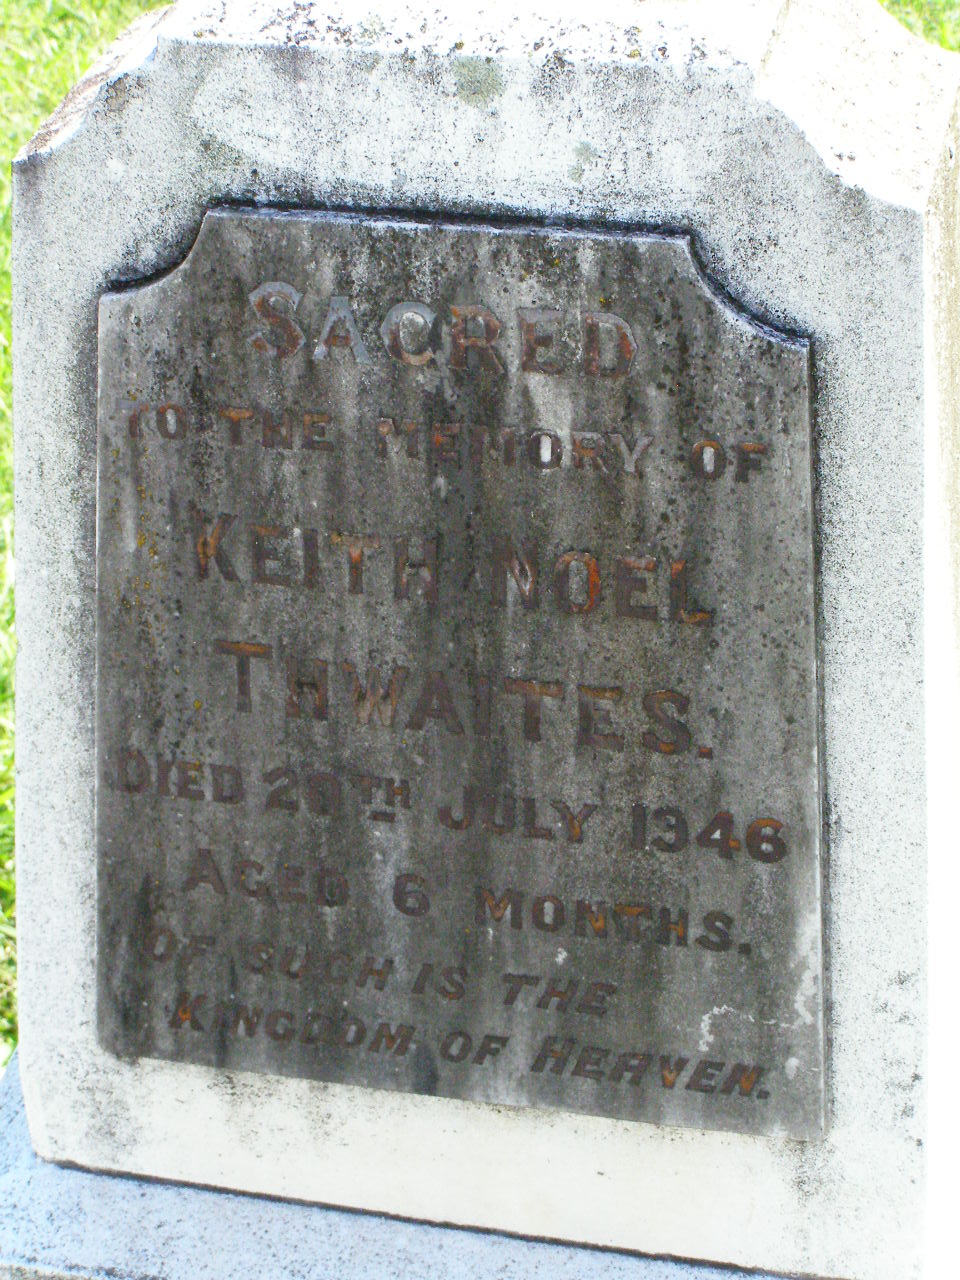 SACRED
TO THE MEMORY OF
KEITH NOEL
THWAITES.
DIED 20TH JULY 1946
AGED 6 MONTHS.
OF SUCH IS THE
KINGDOM OF HEAVEN.